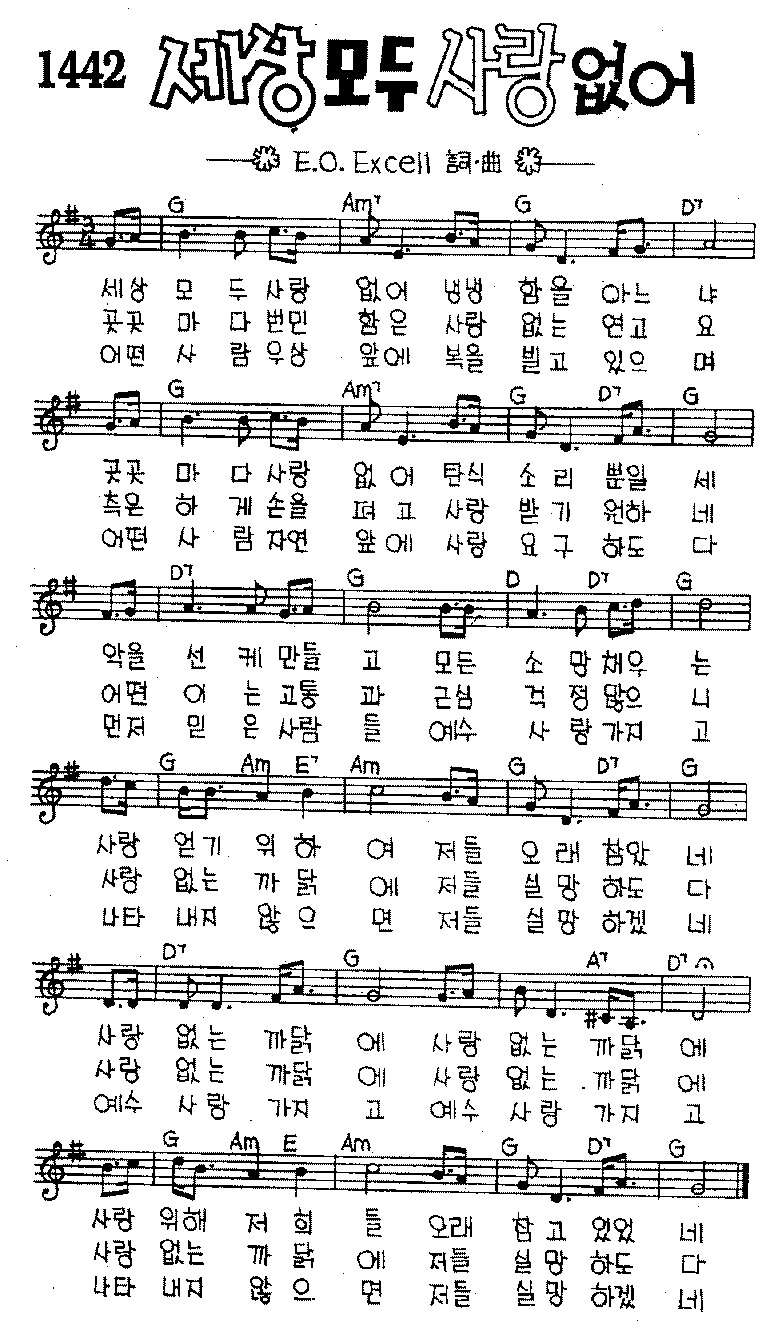 1442 세상 모두 사랑 없어
E.O. Excell 詞·曲
G Am7 G D7
세상 모 두 사랑 없어 냉냉 함을 아느 냐
곳곳 마 다 번민 함은 사랑 없는 연고 요
어떤 사 람 우상 앞에 복을 빌고 있으 며
G Am7 G D7 G
곳곳 마 다 사랑 없어 탄식 소리 뿐일 세
측은 하 게 손을 펴고 사랑 받기 원하 네
어떤 사 람 자연 앞에 사랑 요구 하도 다
D7 G D D7 G
악을 선 케 만들 고 모든 소망 채우 는
어떤 이 는 고통 과 근심 걱정 많으 니
먼저 믿 은 사람 들 예수 사랑 가지 고
G Am E7 Am G D7 G
사랑 얻기 위 하 여 저들 오래 참았 네
사랑 없는 까 닭 에 저들 실망 하도 다
나타 내지 않 으 면 저들 실망 하겠 네
D7 G A7 D7
사랑 없는 까닭 에 사랑 없는 까닭 에
사랑 없는 까닭 에 사랑 없는 까닭 에
예수 사랑 가지 고 예수 사랑 가지 고
G Am E Am G D7 G
사랑 위해 저 희 들 오래 참고 있었 네
사랑 없는 까 닭 에 저들 실망 하도 다
나타 내지 않 으 면 저들 실망 하겠 네